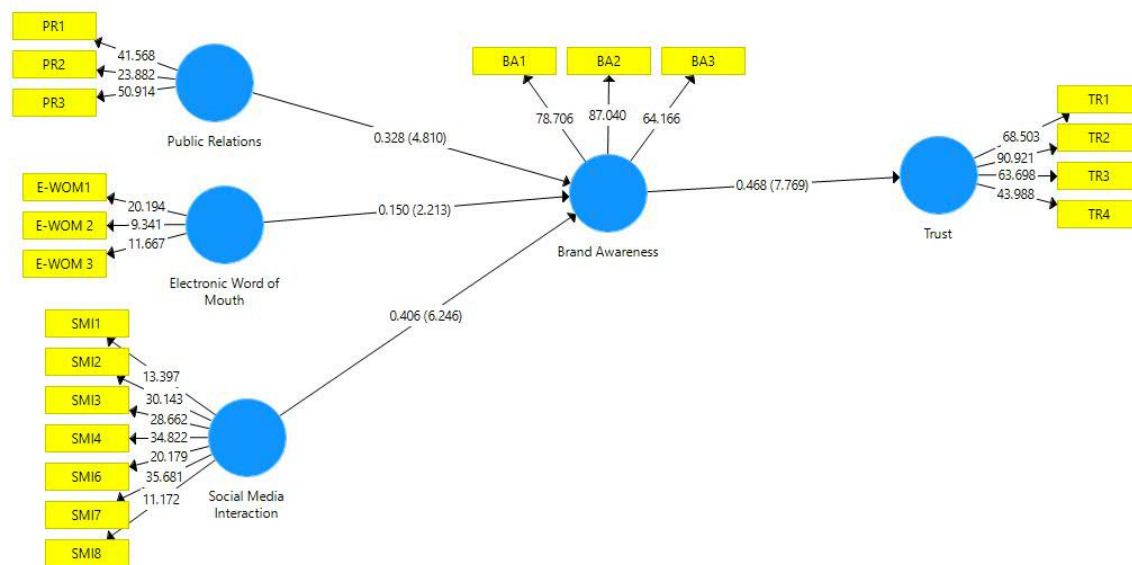 PR1
PR2
PR3
41.568
23.882
50.914
Public Relations
0.328 (4.810)
E-WOM1
E-WOM 2
E-WOM 3
20.194
9.341
11.667
Electronic Word of
Mouth
0.150 (2.213)
SMI1
SMI2
SMI3
SMI4
SMI6
SMI7
SMI8
13.397
30.143
28.662
34.822
20.179
35.681
11.172
Social Media
Interaction
0.406 (6.246)
BA1
BA2
BA3
78.706
87.040
64.166
Brand Awareness
0.468 (7.769)
TR1
TR2
TR3
TR4
68.503
90.921
63.698
43.988
Trust